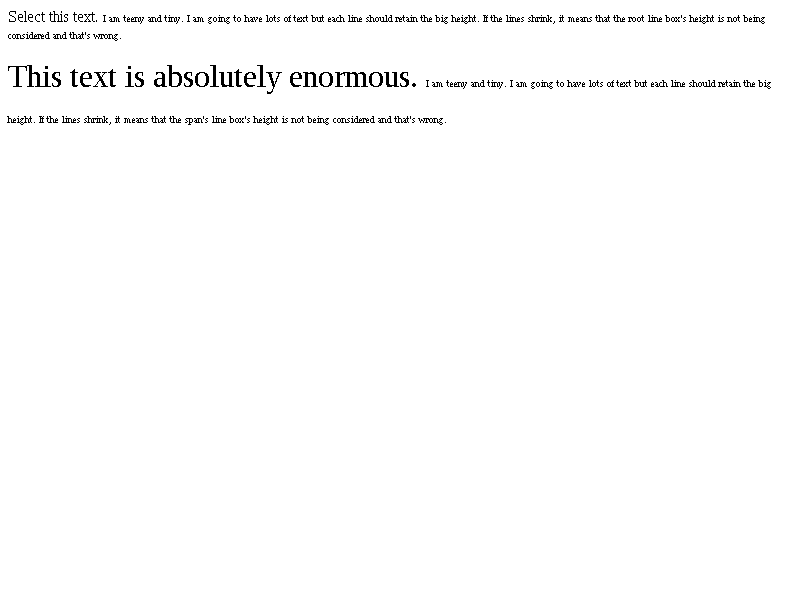 Select this text. I am teeny and tiny. I am going to have lots of text but each line should retain the big height. If the lines shrink, it means that the root line box's height is not being
considered and that's wrong.
This text is absolutely enormous. I am teeny and tiny. I am going to have lots of text but each line should retain the big
height. If the lines shrink, it means that the span's line box's height is not being considered and that's wrong.